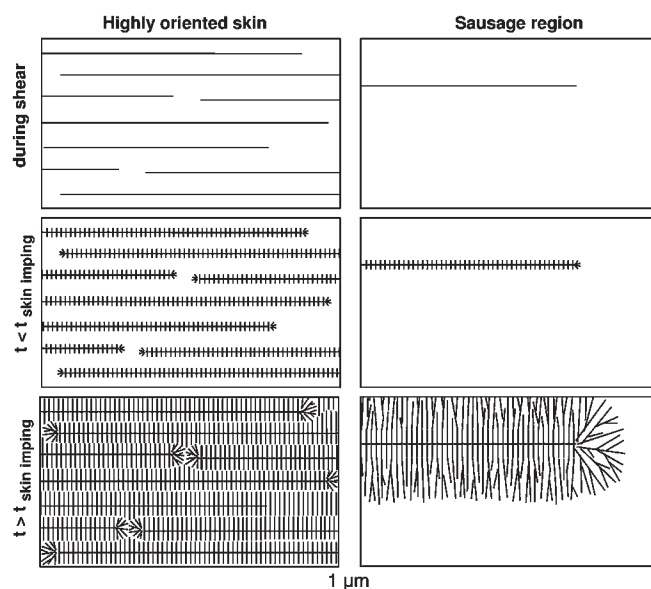 Highly oriented skin
Sausage region
during shear
t < t skin imping
t > t skin imping
1 μm